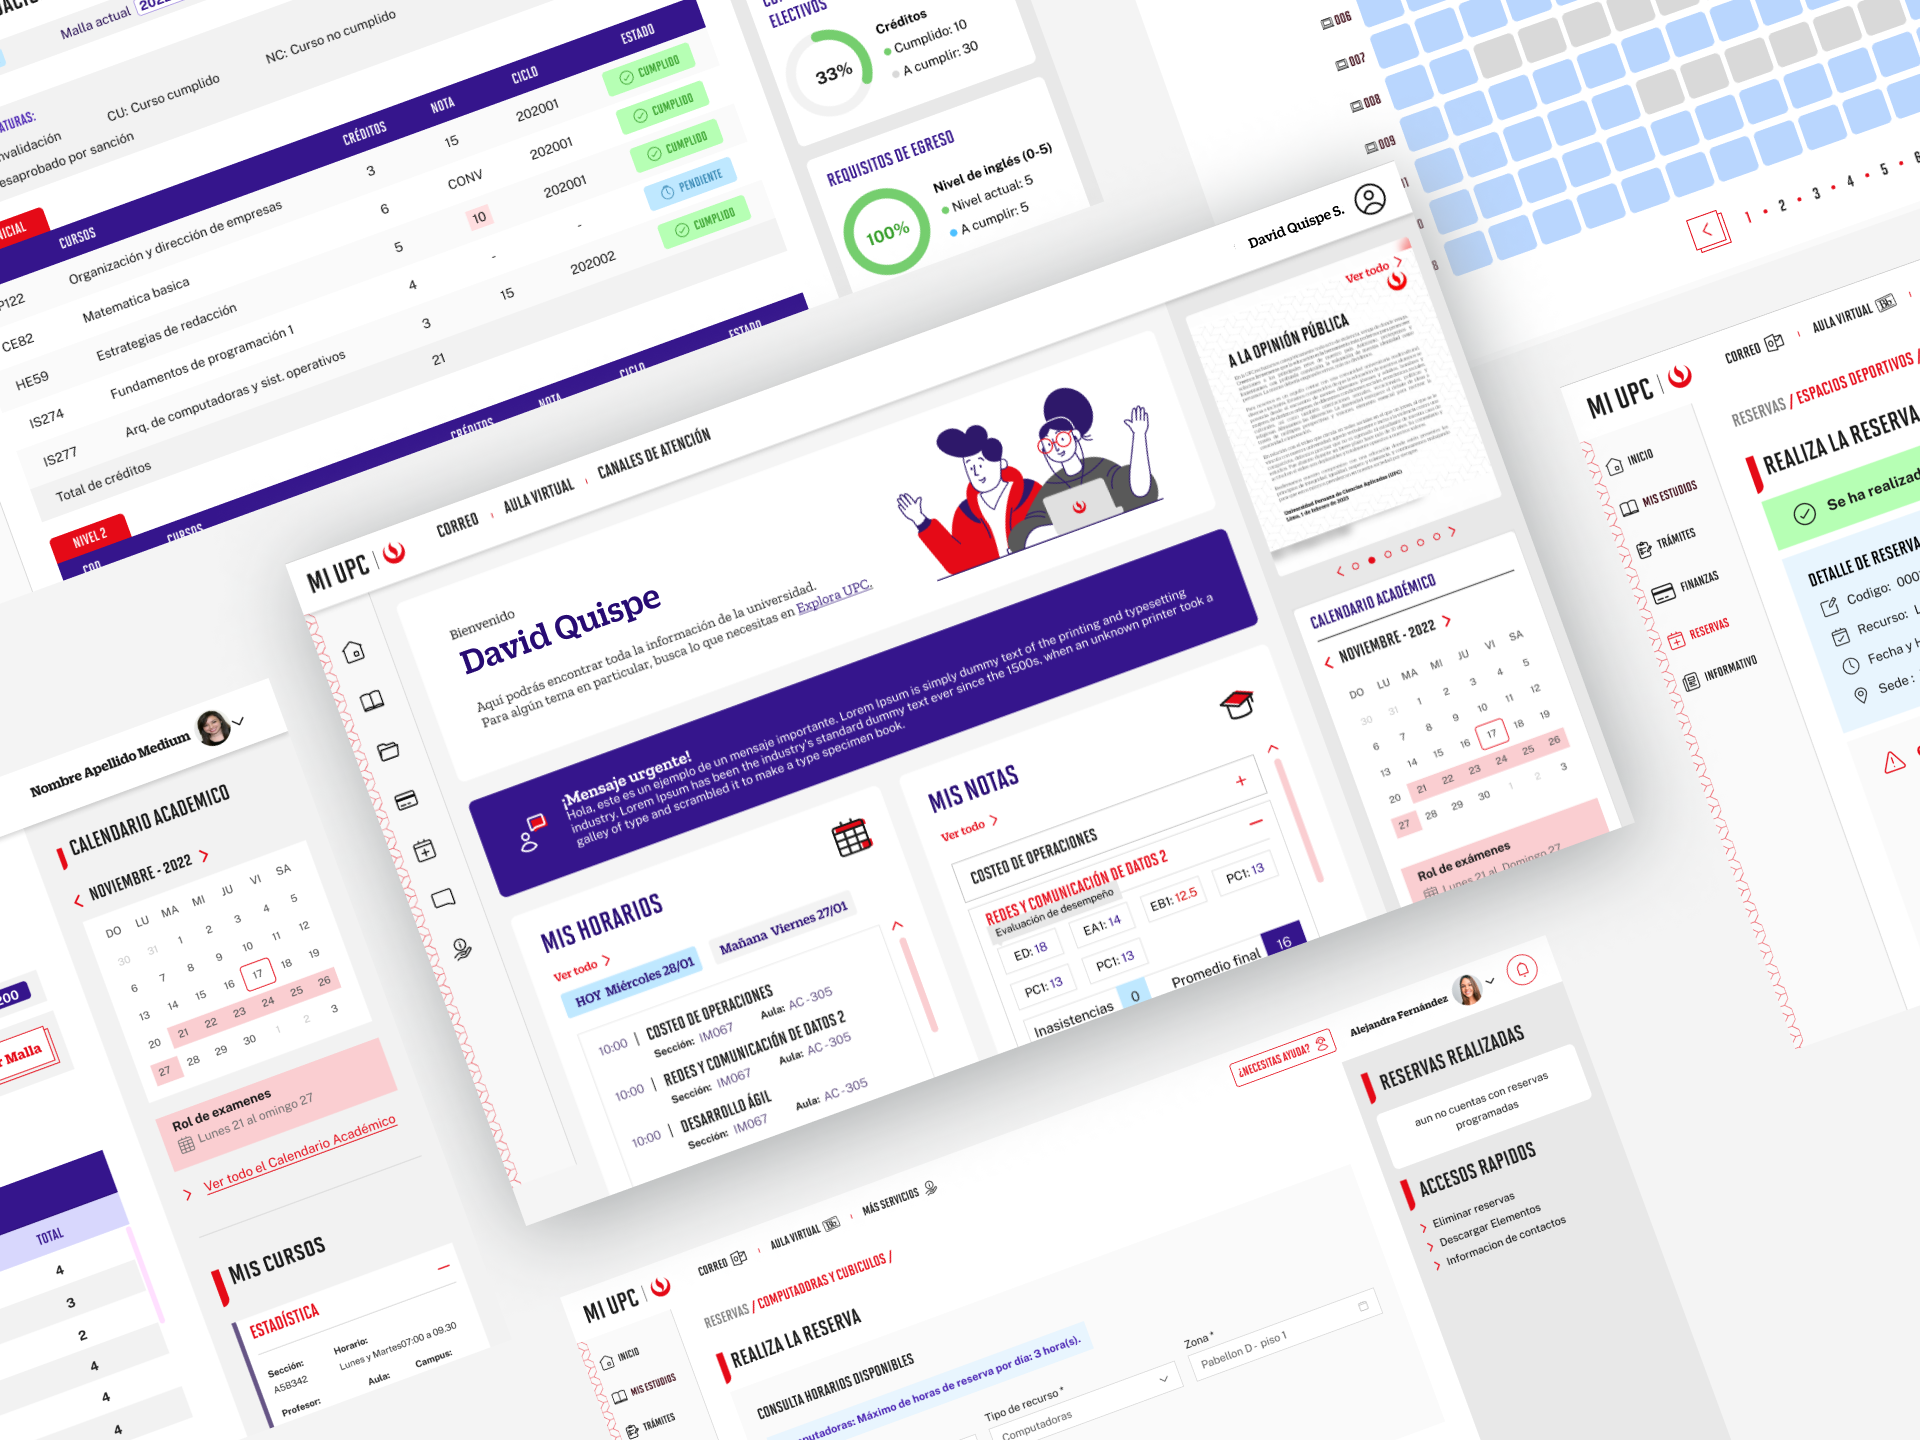 Malla actual 2022
NC: Curso no cumplido
CU: Curso cumplido
ATURAS:
nvalidación
esaprobado por sanción
NICIAL
CURSOS
CRÉDITOS
NOTA
CICLO
ESTADO
P122
Organización y dirección de empresas
3
15
202001
CUMPLIDO
CE82
Matematica basica
6
CONV
202001
CUMPLIDO
HE59
Estrategias de redacción
5
10
202001
CUMPLIDO
IS274
Fundamentos de programación 1
4
-
-
PENDIENTE
IS277
Arq. de computadoras y sist. operativos
3
15
202002
CUMPLIDO
Total de créditos
21
NIVEL 2
COD
CURSOS
CRÉDITOS
NOTA
CICLO
ESTADO
ELECTIVOS
33%
Créditos
Cumplido: 10
A cumplir: 30
REQUISITOS DE EGRESO
100%
Nivel de inglés (0-5)
Nivel actual: 5
A cumplir: 5
006
007
008
009
1 • 2 • 3 • 4 • 5 • 6
MI UPC
CORREO
AULA VIRTUAL
RESERVAS / ESPACIOS DEPORTIVOS /
REALIZA LA RESERVA
Se ha realizad
DETALLE DE RESERVA
Codigo: 000
Recurso: L
Fecha y H
Sede:
INICIO
MIS ESTUDIOS
TRÁMITES
FINANZAS
RESERVAS
INFORMATIVO
MI UPC
CORREO
AULA VIRTUAL
CANALES DE ATENCIÓN
David Quispe S.
Bienvenido
David Quispe
Aquí podrás encontrar toda la información de la universidad.
Para algún tema en particular, busca lo que necesitas en Explora UPC.
¡Mensaje urgente!
Hola, este es un ejemplo de un mensaje importante. Lorem Ipsum is simply dummy text of the printing and typesetting
industry. Lorem Ipsum has been the industry's standard dummy text ever since the 1500s, when an unknown printer took a
galley of type and scrambled it to make a type specimen book.
Ver todo
A LA OPINIÓN PÚBLICA
Universidad Peruana de Ciencias Aplicadas (UPC)
Lima, 1 de febrero de 2023
CALENDARIO ACADÉMICO
NOVIEMBRE - 2022
DO LU MA MI JU VI SA
30 31 1 2 3 4 5
6 7 8 9 10 11 12
13 14 15 16 17 18 19
20 21 22 23 24 25 26
27 28 29 30 1 2 3
Rol de exámenes
Lunes 21 al Domingo 27
MIS HORARIOS
Ver todo
HOY Miércoles 28/01
Mañana Viernes 27/01
10:00
COSTEO DE OPERACIONES
Sección: IM067
Aula: AC - 305
10:00
REDES Y COMUNICACIÓN DE DATOS 2
Sección: IM067
Aula: AC - 305
10:00
DESARROLLO ÁGIL
Sección: IM067
Aula: AC - 305
MIS NOTAS
Ver todo
COSTEO DE OPERACIONES
REDES Y COMUNICACIÓN DE DATOS 2
Evaluación de desempeño
ED: 18
EA1: 14
EB1: 12.5
PC1: 13
PC1: 13
PC1: 13
Promedio final
16
Inasistencias
0
Nombre Apellido Medium
CALENDARIO ACADEMICO
NOVIEMBRE - 2022
DO LU MA MI JU VI SA
30 31 1 2 3 4 5
6 7 8 9 10 11 12
13 14 15 16 17 18 19
20 21 22 23 24 25 26
27 28 29 30 1 2 3
Rol de examenes
Lunes 21 al omingo 27
Ver todo el Calendario Académico
MIS CURSOS
ESTADÍSTICA
Sección:
A5B342
Horario:
Lunes y Martes07:00 a 09.30
Profesor:
Aula:
Campus:
200
r Malla
TOTAL
4
3
2
4
4
4
MI UPC
CORREO
AULA VIRTUAL
MÁS SERVICIOS
¿NECESITAS AYUDA?
Alejandra Fernández
RESERVAS / COMPUTADORAS Y CUBICULOS /
REALIZA LA RESERVA
CONSULTA HORARIOS DISPONIBLES
putadoras: Máximo de horas de reserva por día: 3 hora(s).
Tipo de recurso *
Computadoras
Zona *
Pabellon D - piso 1
INICIO
MIS ESTUDIOS
TRÁMITES
RESERVAS REALIZADAS
aun no cuentas con reservas
programadas
ACCESOS RAPIDOS
Eliminar reservas
Descargar Elementos
Informacion de contactos